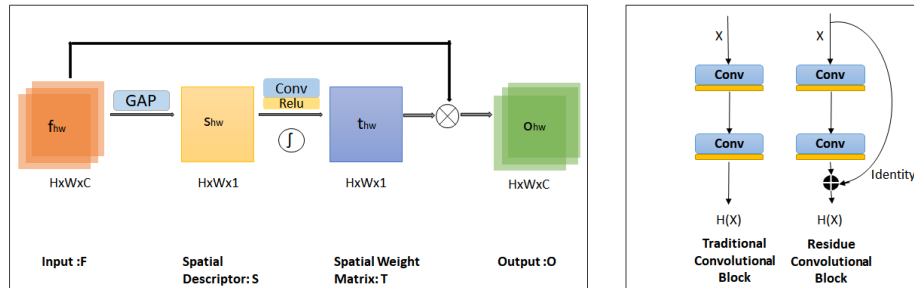 GAP
Conv
Relu
fhw
Shw
thw
Ohw
∫
HxWxC
HxWx1
HxWx1
HxWxC
Input :F
Spatial
Descriptor: S
Spatial Weight
Matrix: T
Output :O
X
X
Conv
Conv
Conv
Conv
Identity
H(X)
H(X)
Traditional
Convolutional
Block
Residue
Convolutional
Block